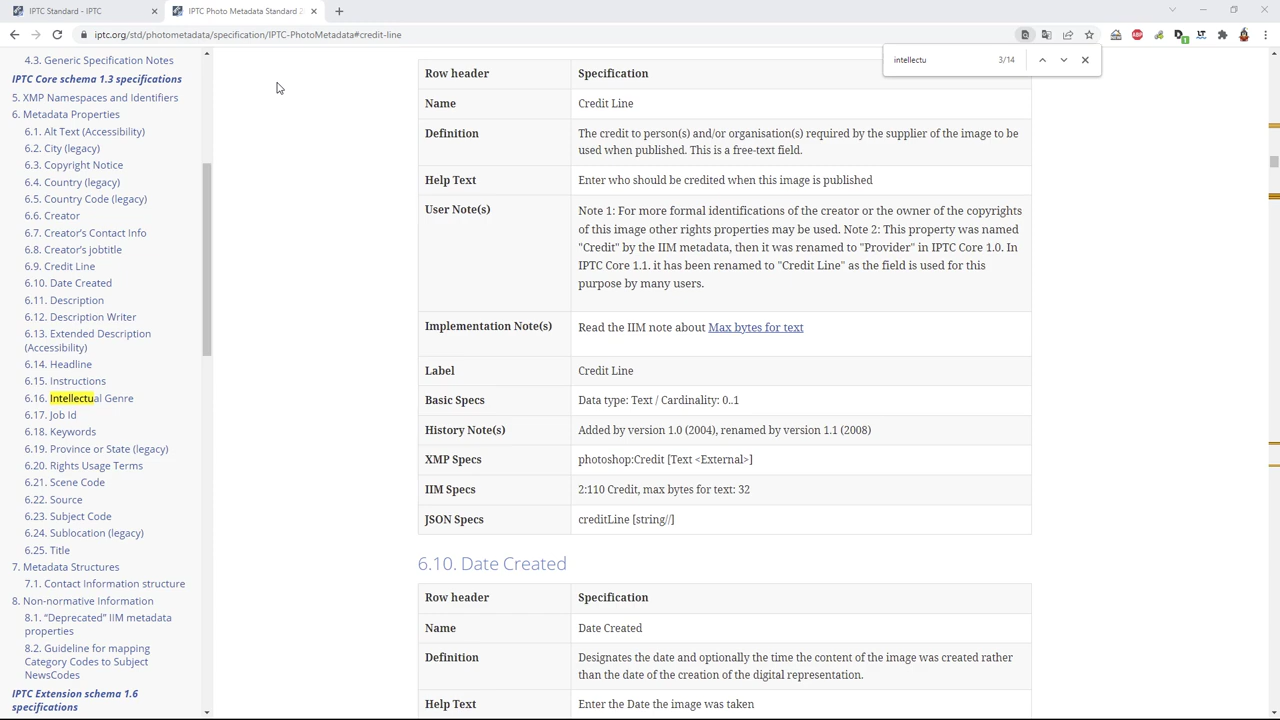 IPTC Standard - IPTC
IPTC Photo Metadata Standard 2
iptc.org/std/photometadata/specification/IPTC-PhotoMetadata#credit-line
intellectu 3/14
4.3. Generic Specification Notes
IPTC Core schema 1.3 specifications
5. XMP Namespaces and Identifiers
6. Metadata Properties
6.1. Alt Text (Accessibility)
6.2. City (legacy)
6.3. Copyright Notice
6.4. Country (legacy)
6.5. Country Code (legacy)
6.6. Creator
6.7. Creator's Contact Info
6.8. Creator's jobtitle
6.9. Credit Line
6.10. Date Created
6.11. Description
6.12. Description Writer
6.13. Extended Description
(Accessibility)
6.14. Headline
6.15. Instructions
6.16. Intellectual Genre
6.17. Job Id
6.18. Keywords
6.19. Province or State (legacy)
6.20. Rights Usage Terms
6.21. Scene Code
6.22. Source
6.23. Subject Code
6.24. Sublocation (legacy)
6.25. Title
7. Metadata Structures
7.1. Contact Information structure
8. Non-normative Information
8.1. “Deprecated” IIM metadata
properties
8.2. Guideline for mapping
Category Codes to Subject
NewsCodes
IPTC Extension schema 1.6
specifications
Row header Specification
Name Credit Line
Definition The credit to person(s) and/or organisation(s) required by the supplier of the image to be
used when published. This is a free-text field.
Help Text Enter who should be credited when this image is published
User Note(s) Note 1: For more formal identifications of the creator or the owner of the copyrights
of this image other rights properties may be used. Note 2: This property was named
"Credit" by the IIM metadata, then it was renamed to "Provider" in IPTC Core 1.0. In
IPTC Core 1.1. it has been renamed to "Credit Line" as the field is used for this
purpose by many users.
Implementation Note(s) Read the IIM note about Max bytes for text
Label Credit Line
Basic Specs Data type: Text / Cardinality: 0..1
History Note(s) Added by version 1.0 (2004), renamed by version 1.1 (2008)
XMP Specs photoshop:Credit [Text <External>]
IIM Specs 2:110 Credit, max bytes for text: 32
JSON Specs creditLine [string//]
6.10. Date Created
Row header Specification
Name Date Created
Definition Designates the date and optionally the time the content of the image was created rather
than the date of the creation of the digital representation.
Help Text Enter the Date the image was taken